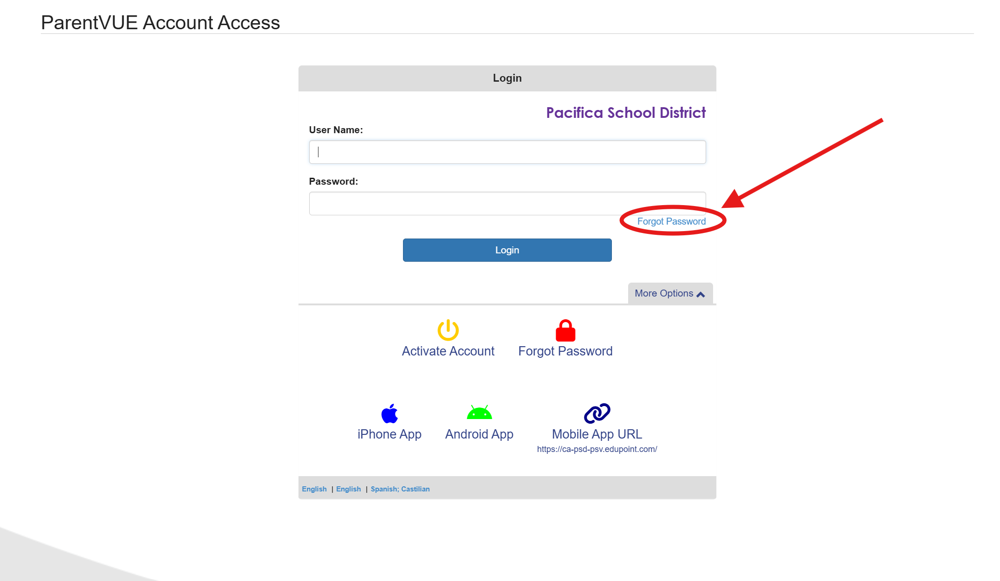 ParentVUE Account Access
Login
Pacifica School District
User Name:
Password:
Forgot Password
Login
More Options
Activate Account
Forgot Password
iPhone App
Android App
Mobile App URL
https://ca-psd-psv.edupoint.com/
English | English | Spanish; Castilian